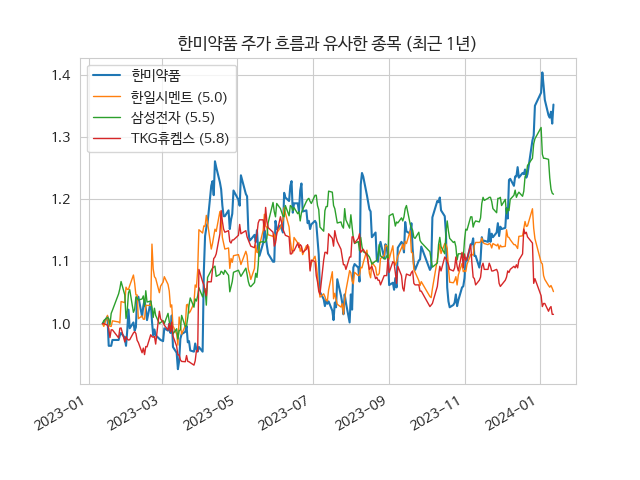 한미약품 주가 흐름과 유사한 종목 (최근 1년)
한미약품
한일시멘트 (5.0)
삼성전자 (5.5)
TKG휴켐스 (5.8)
1.4
1.3
1.2
1.1
1.0
2023-01
2023-03
2023-05
2023-07
2023-09
2023-11
2024-01